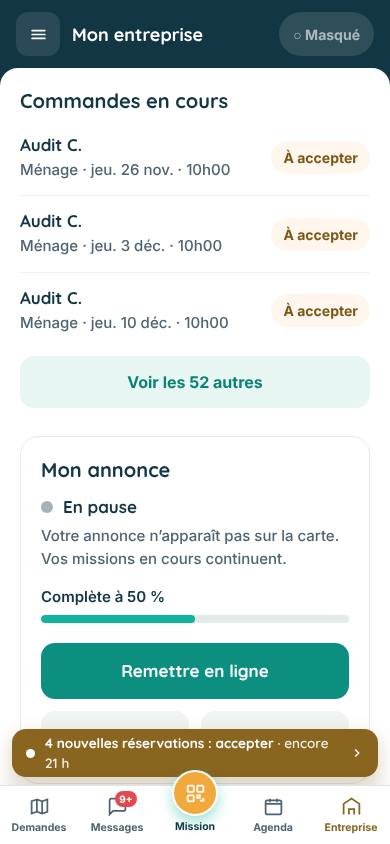 Mon entreprise
○ Masqué
Commandes en cours
Audit C.
Ménage · jeu. 26 nov. · 10h00
À accepter
Audit C.
Ménage · jeu. 3 déc. · 10h00
À accepter
Audit C.
Ménage · jeu. 10 déc. · 10h00
À accepter
Voir les 52 autres
Mon annonce
En pause
Votre annonce n’apparaît pas sur la carte.
Vos missions en cours continuent.
Complète à 50 %
Remettre en ligne
4 nouvelles réservations : accepter · encore
21 h
9+
Demandes
Messages
Mission
Agenda
Entreprise